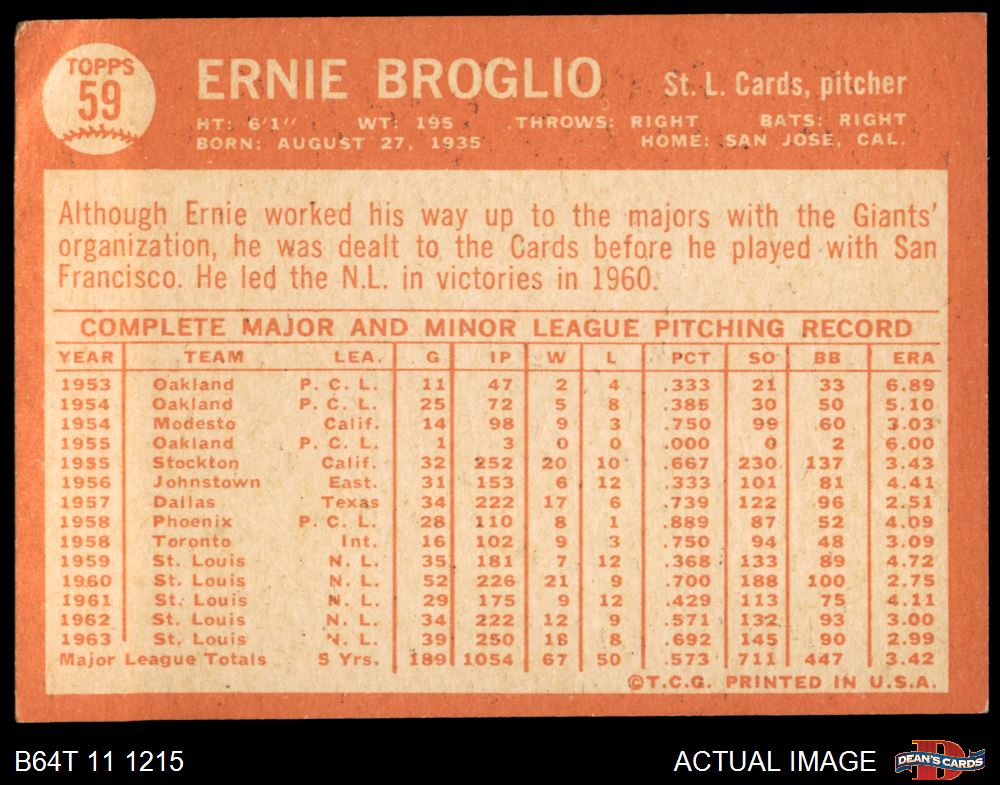 TOPPS
59
ERNIE BROGLIO St. L. Cards, pitcher
HT: 6'1" WT: 195 THROWS: RIGHT BATS: RIGHT
BORN: AUGUST 27, 1935 HOME: SAN JOSE, CAL.
Although Ernie worked his way up to the majors with the Giants'
organization, he was dealt to the Cards before he played with San
Francisco. He led the N.L. in victories in 1960.
COMPLETE MAJOR AND MINOR LEAGUE PITCHING RECORD
YEAR TEAM LEA. G IP W L PCT SO BB ERA
1953 Oakland P. C. L. 11 47 2 4 .333 21 33 6.89
1954 Oakland P. C. L. 25 72 5 8 .385 30 50 5.10
1954 Modesto Calif. 14 98 9 3 .750 99 60 3.03
1955 Oakland P. C. L. 1 3 0 0 .000 0 2 6.00
1955 Stockton Calif. 32 252 20 10 .667 230 137 3.43
1956 Johnstown East. 31 153 6 12 .333 101 81 4.41
1957 Dallas Texas 34 222 17 6 .739 122 96 2.51
1958 Phoenix P. C. L. 28 110 8 1 .889 87 52 4.09
1958 Toronto Int. 16 102 9 3 .750 94 48 3.09
1959 St. Louis N. L. 35 181 7 12 .368 133 89 4.72
1960 St. Louis N. L. 52 226 21 9 .700 188 100 2.75
1961 St. Louis N. L. 29 175 9 12 .429 113 75 4.11
1962 St. Louis N. L. 34 222 12 9 .571 132 93 3.00
1963 St. Louis N. L. 39 250 18 8 .692 145 90 2.99
Major League Totals 5 Yrs. 189 1054 67 50 .573 711 447 3.42
©T.C.G. PRINTED IN U.S.A.
B64T 11 1215 ACTUAL IMAGE D DEAN'S CARDS